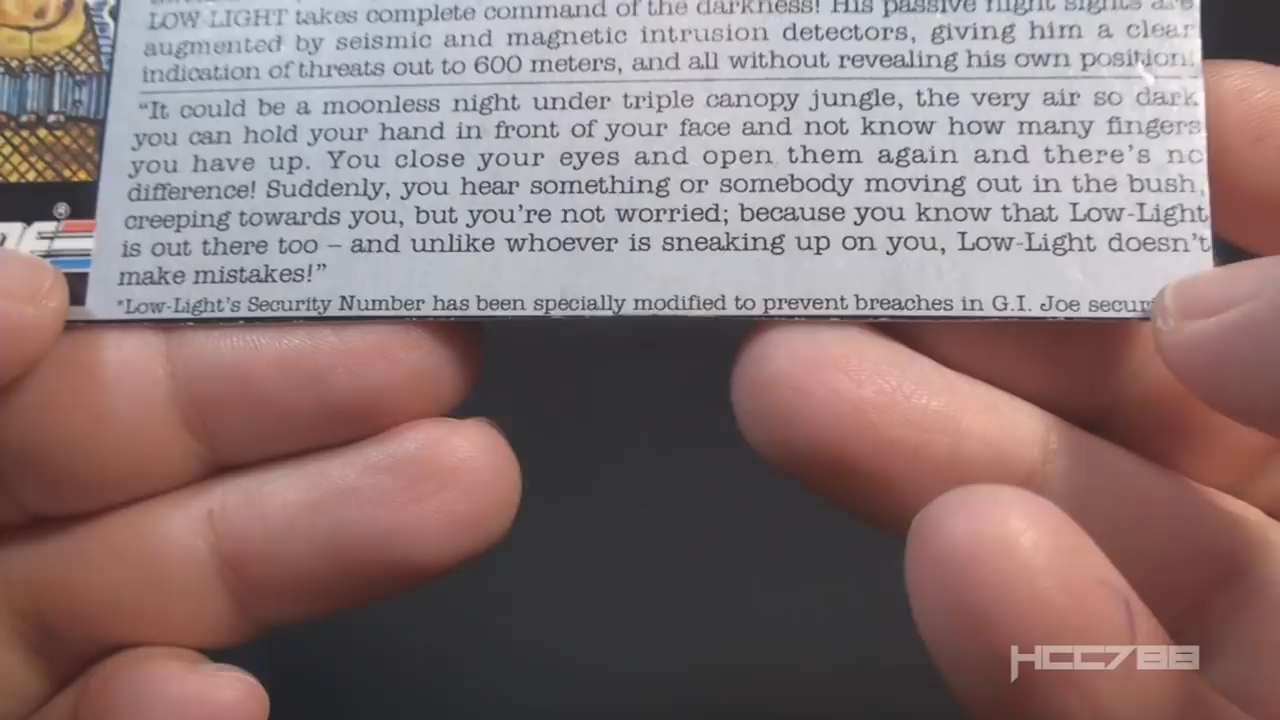 LOW-LIGHT takes complete command of the darkness! His passive night sights are
augmented by seismic and magnetic intrusion detectors, giving him a clear
indication of threats out to 600 meters, and all without revealing his own position!
“It could be a moonless night under triple canopy jungle, the very air so dark
you can hold your hand in front of your face and not know how many fingers
you have up. You close your eyes and open them again and there’s no
difference! Suddenly, you hear something or somebody moving out in the bush,
creeping towards you, but you’re not worried; because you know that Low-Light
is out there too – and unlike whoever is sneaking up on you, Low-Light doesn’t
make mistakes!”
*Low-Light’s Security Number has been specially modified to prevent breaches in G.I. Joe secur
HCC788